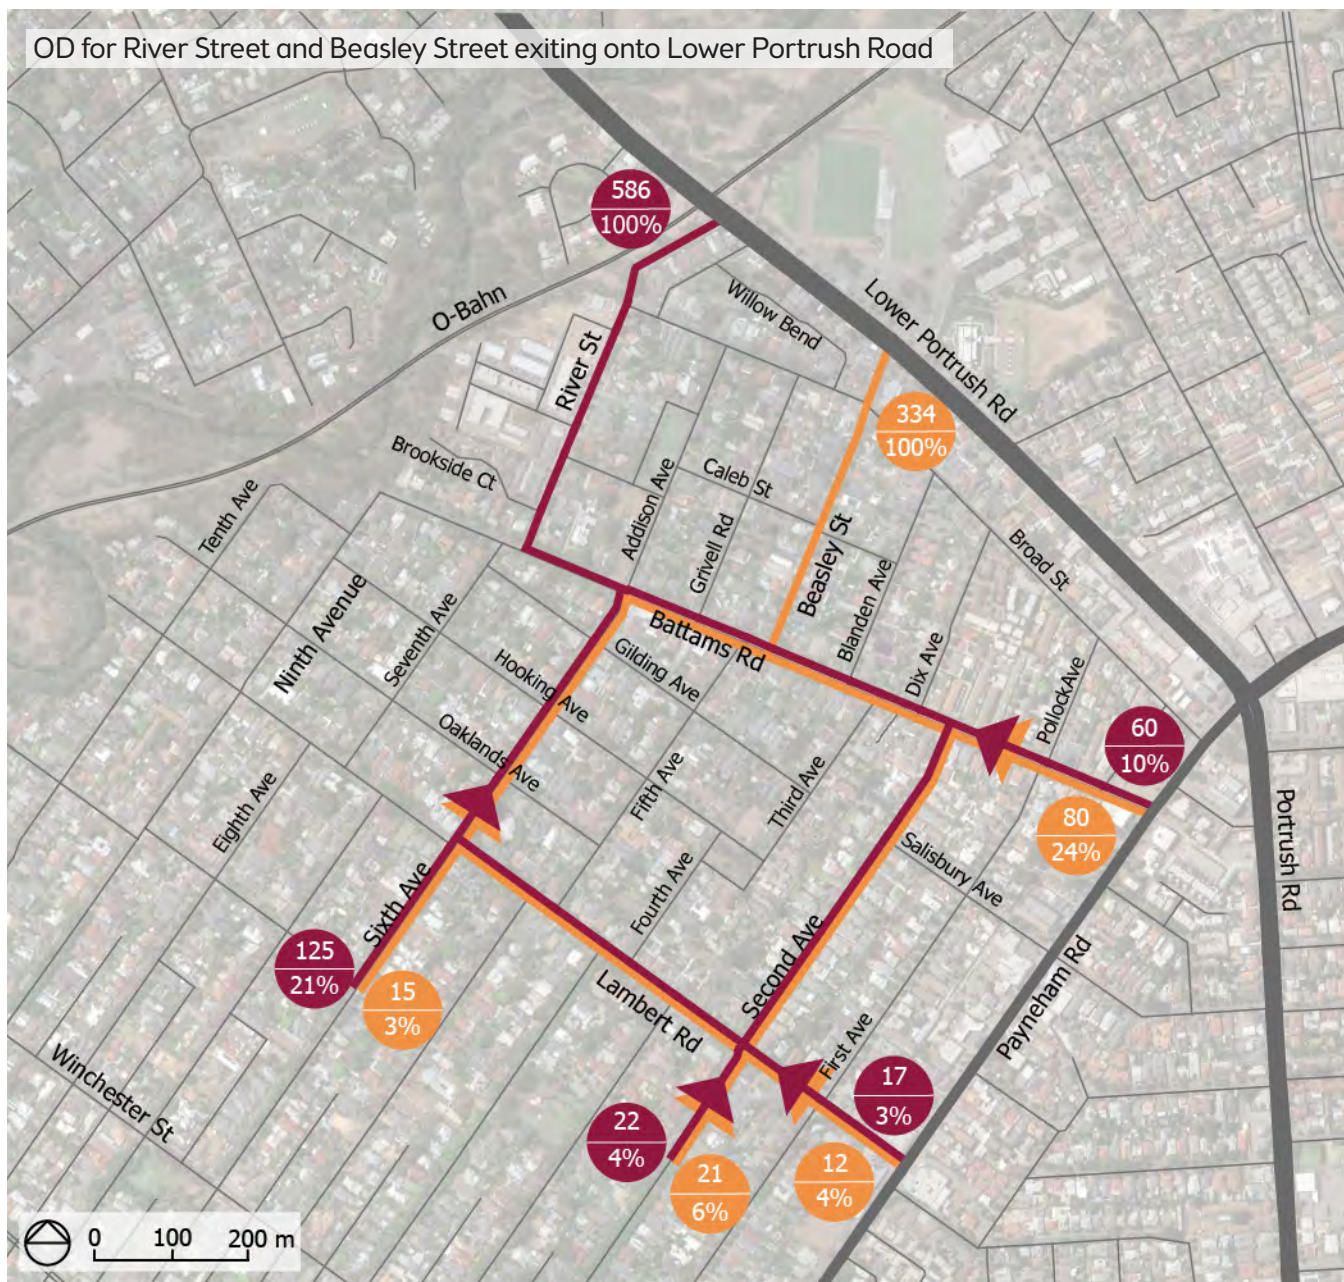 OD for River Street and Beasley Street exiting onto Lower Portrush Road
586
100%
O-Bahn
Willow Bend
Lower Portrush Rd
River St
334
100%
Brookside Ct
Caleb St
Addison Ave
Grivell Rd
Beasley St
Blanden Ave
Broad St
Tenth Ave
Ninth Avenue
Seventh Ave
Battams Rd
Gilding Ave
Hooking Ave
Oaklands Ave
Dix Ave
PollockAve
60
10%
80
24%
Eighth Ave
Fifth Ave
Third Ave
Fourth Ave
Salisbury Ave
Portrush Rd
Sixth Ave
125
21%
15
3%
Second Ave
Lambert Rd
First Ave
Payneham Rd
Winchester St
17
3%
22
4%
12
4%
21
6%
0 100 200 m